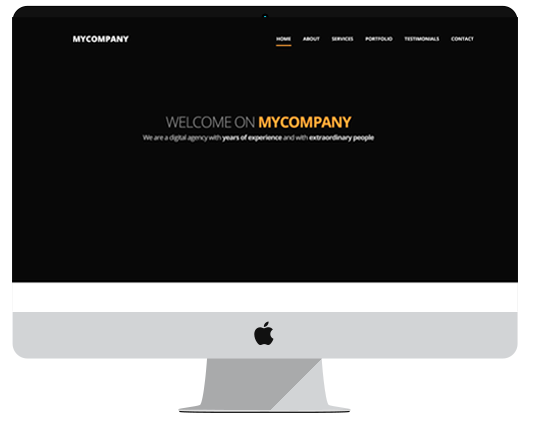 MYCOMPANY
HOME ABOUT SERVICES PORTFOLIO TESTIMONIALS CONTACT
WELCOME ON MYCOMPANY
We are a digital agency with years of experience and with extraordinary people